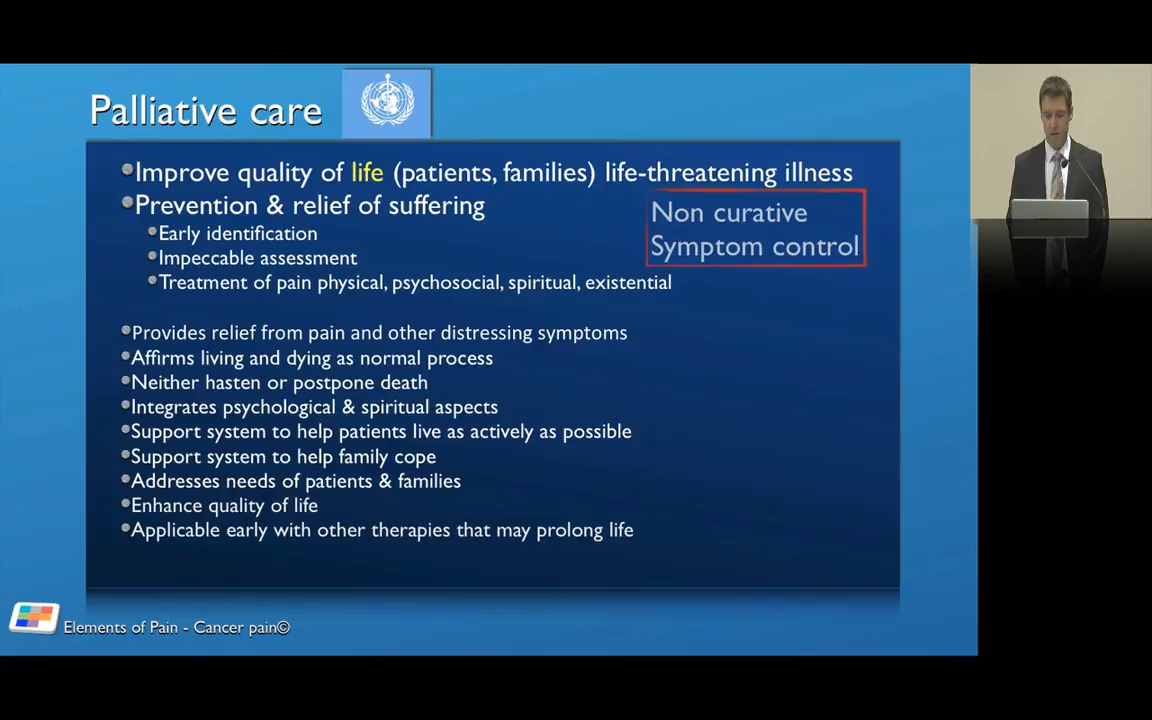 Palliative care
Improve quality of life (patients, families) life-threatening illness
Prevention & relief of suffering
Non curative
Symptom control
Early identification
Impeccable assessment
Treatment of pain physical, psychosocial, spiritual, existential
Provides relief from pain and other distressing symptoms
Affirms living and dying as normal process
Neither hasten or postpone death
Integrates psychological & spiritual aspects
Support system to help patients live as actively as possible
Support system to help family cope
Addresses needs of patients & families
Enhance quality of life
Applicable early with other therapies that may prolong life
Elements of Pain - Cancer pain©